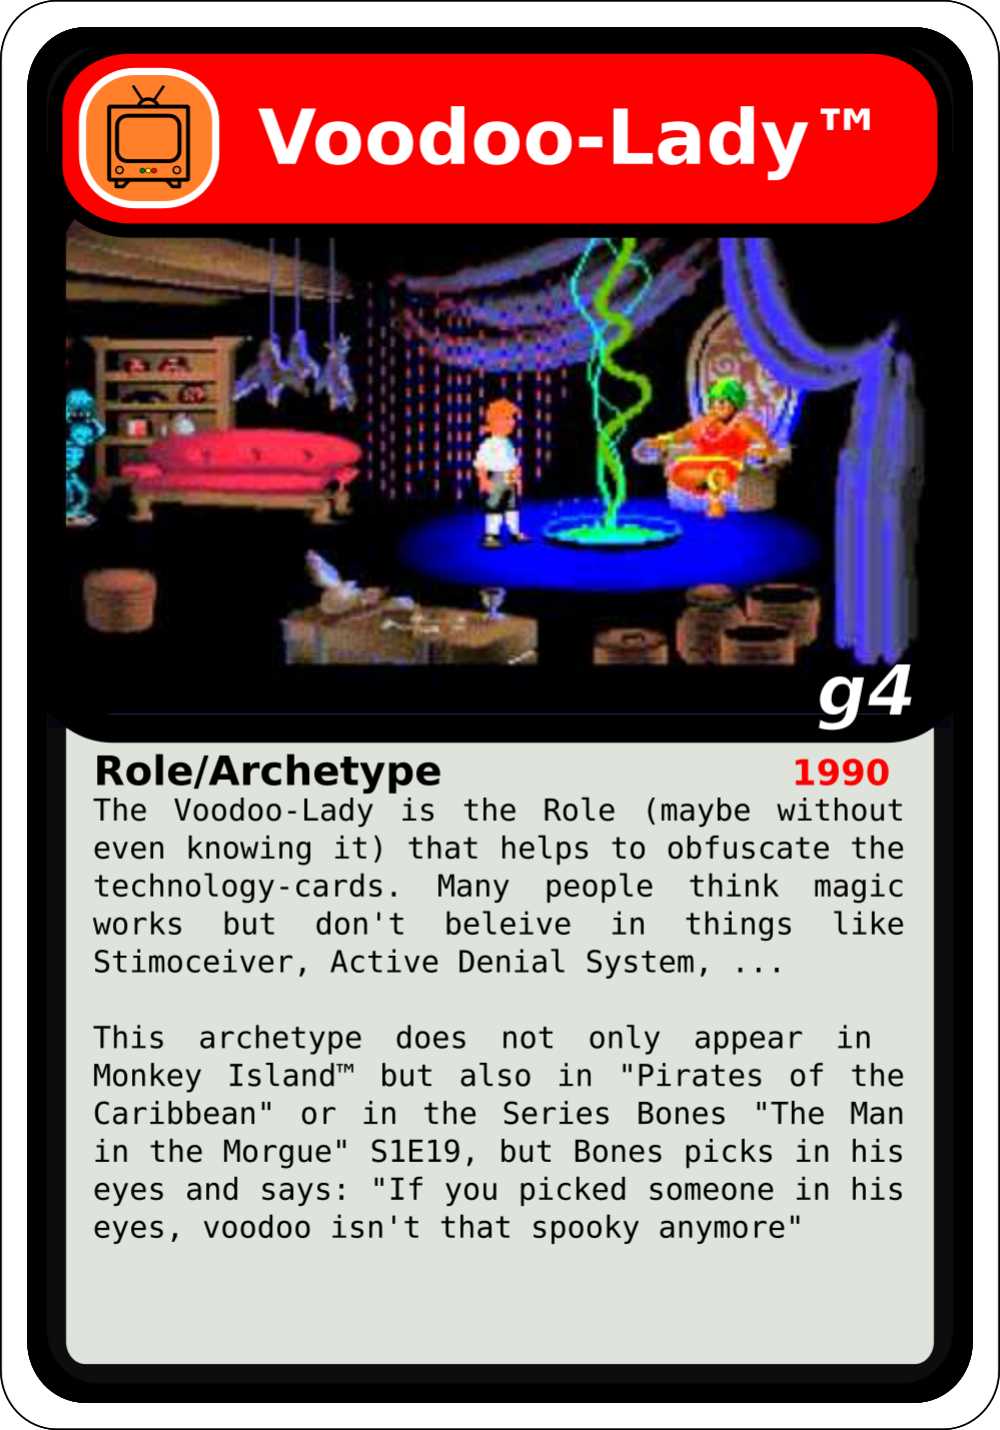 Voodoo-Lady™
g4
Role/Archetype
1990
The Voodoo-Lady is the Role (maybe without
even knowing it) that helps to obfuscate the
technology-cards. Many people think magic
works but don't beleive in things like
Stimoceiver, Active Denial System, ...
This archetype does not only appear in
Monkey Island™ but also in "Pirates of the
Caribbean" or in the Series Bones "The Man
in the Morgue" S1E19, but Bones picks in his
eyes and says: "If you picked someone in his
eyes, voodoo isn't that spooky anymore"